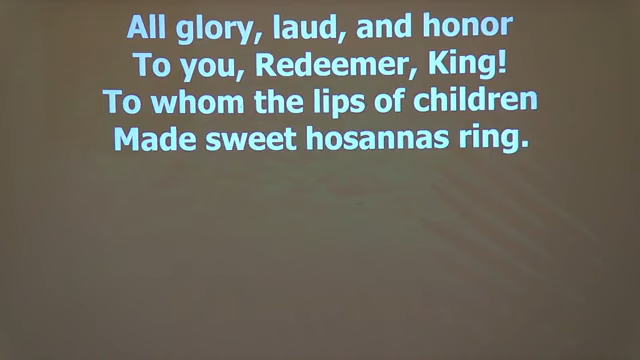 All glory, laud, and honor
To you, Redeemer, King!
To whom the lips of children
Made sweet hosannas ring.